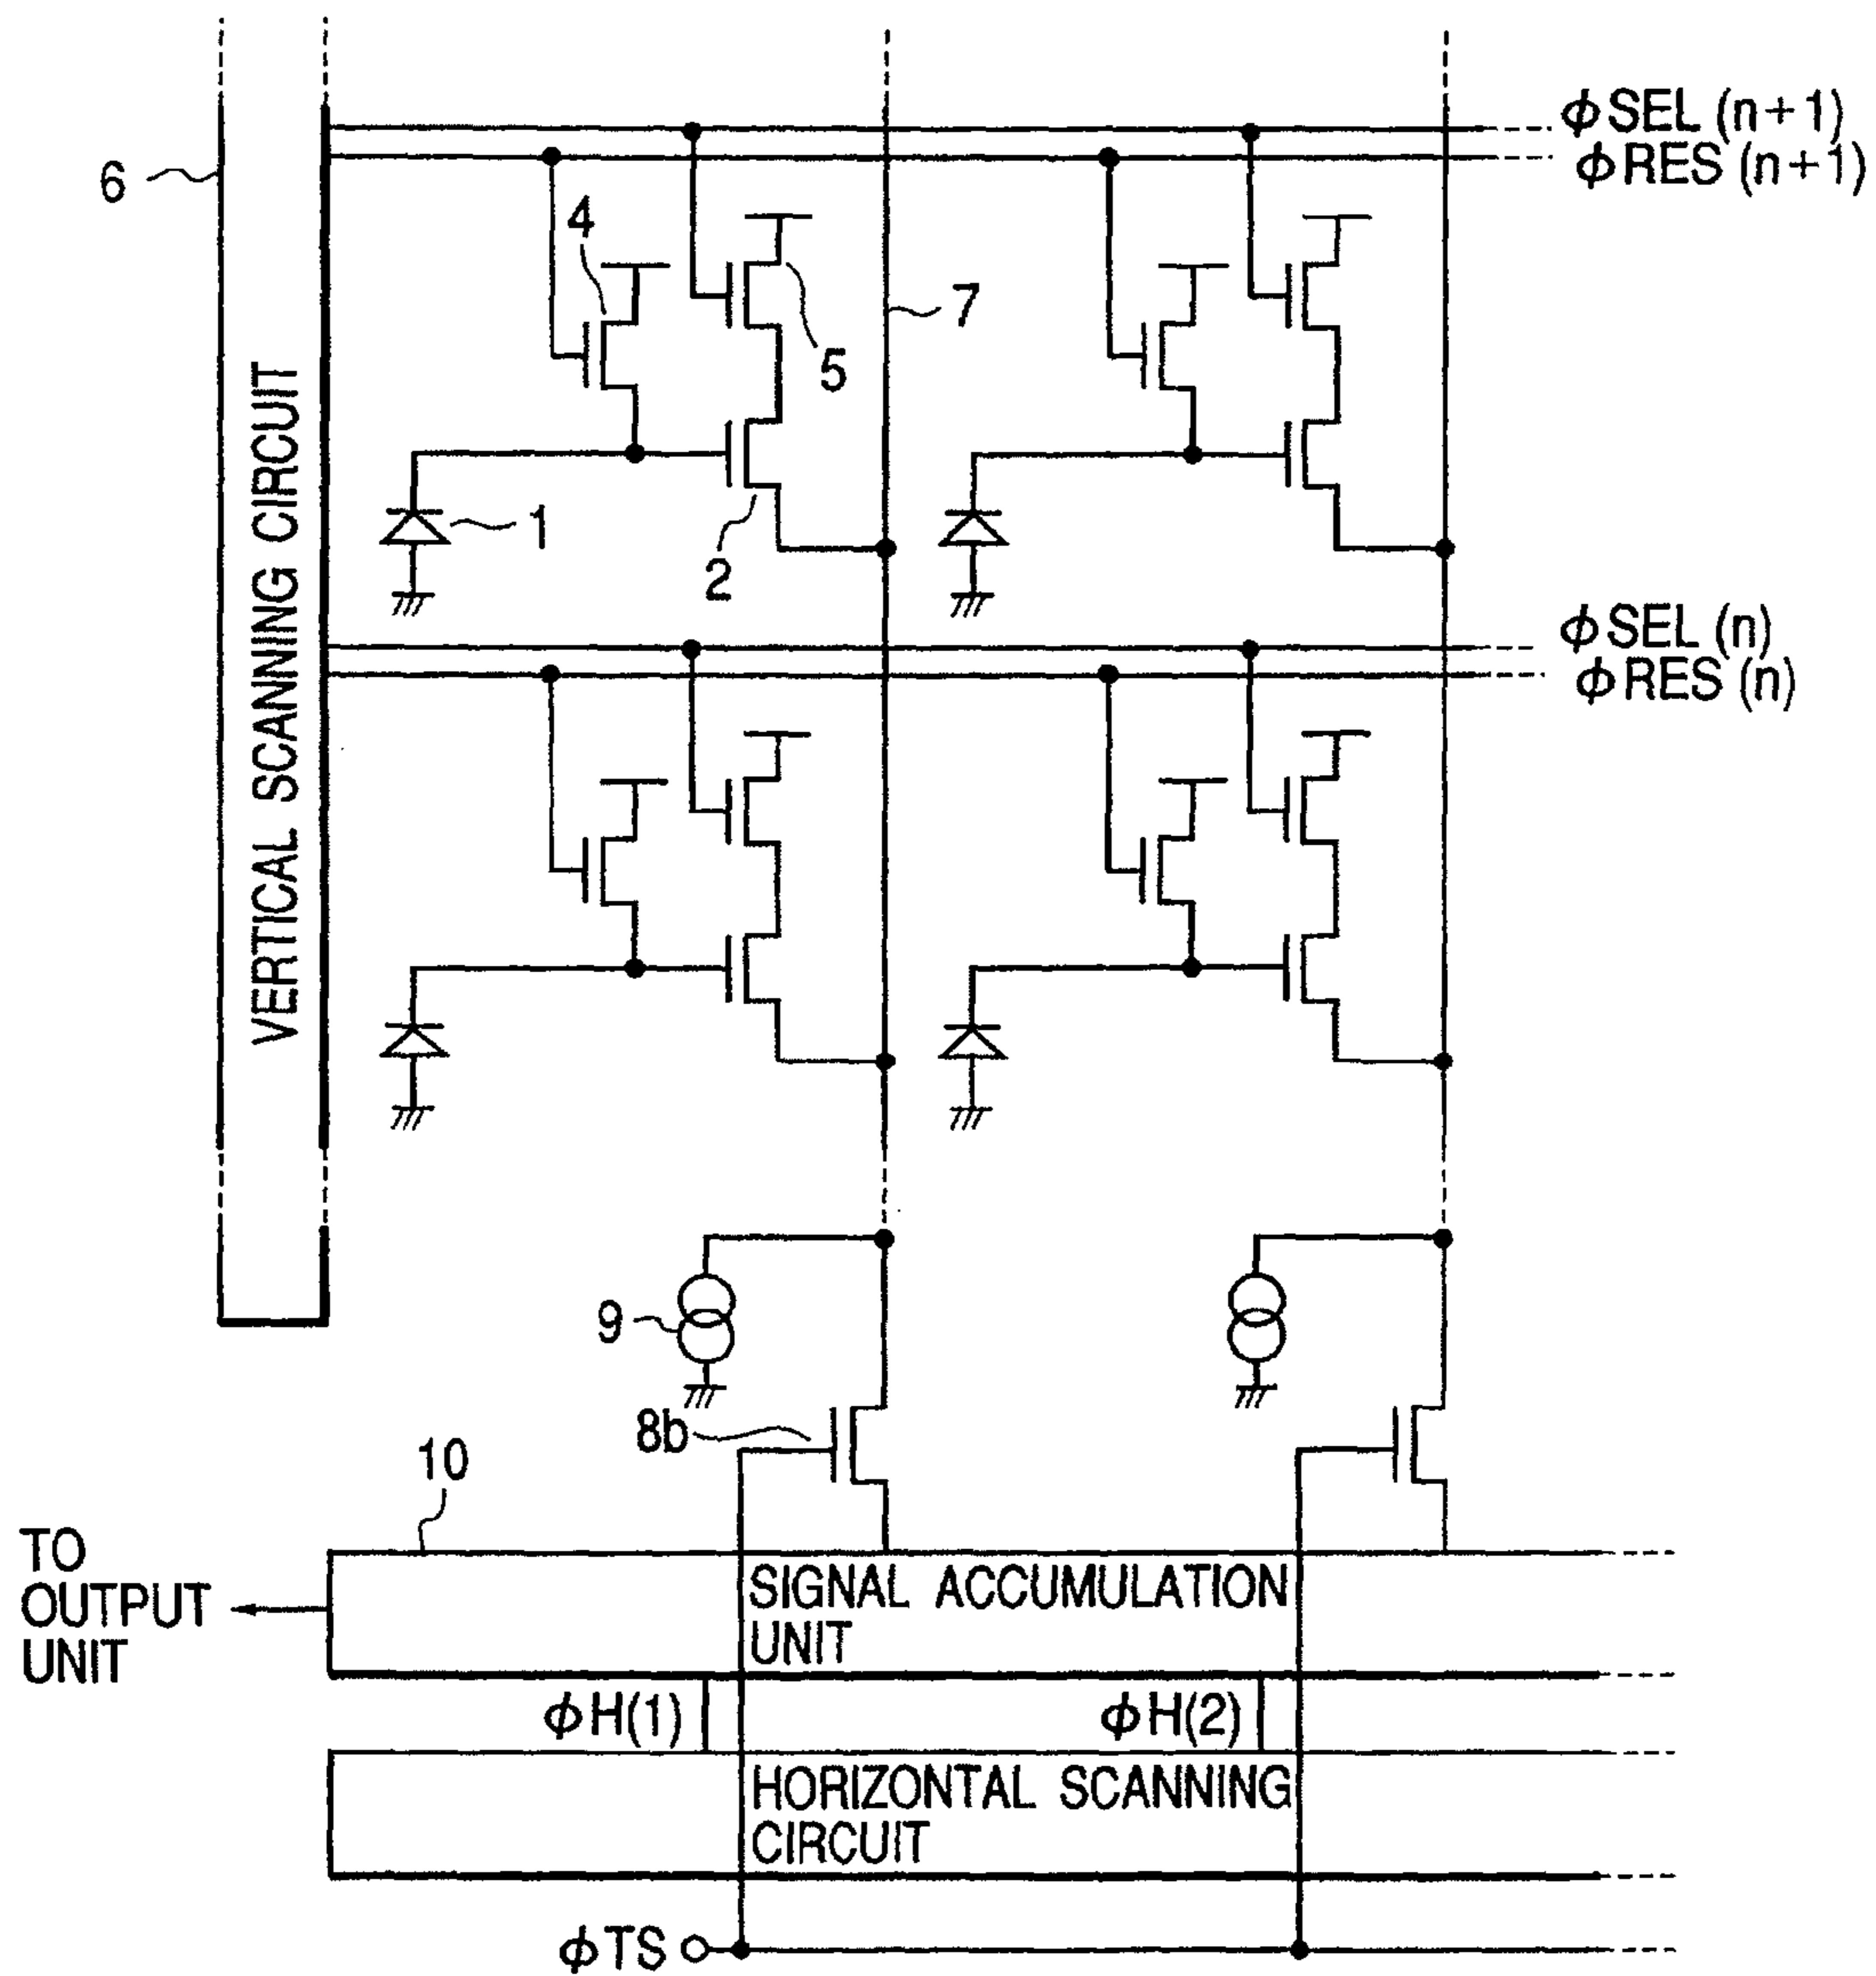 φSEL (n+1)
φRES (n+1)
6
4
7
5
VERTICAL SCANNING CIRCUIT
1
2
φSEL (n)
φRES (n)
9
8b
10
TO
OUTPUT
UNIT
SIGNAL ACCUMULATION
UNIT
φH(1)
φH(2)
HORIZONTAL SCANNING
CIRCUIT
φTS